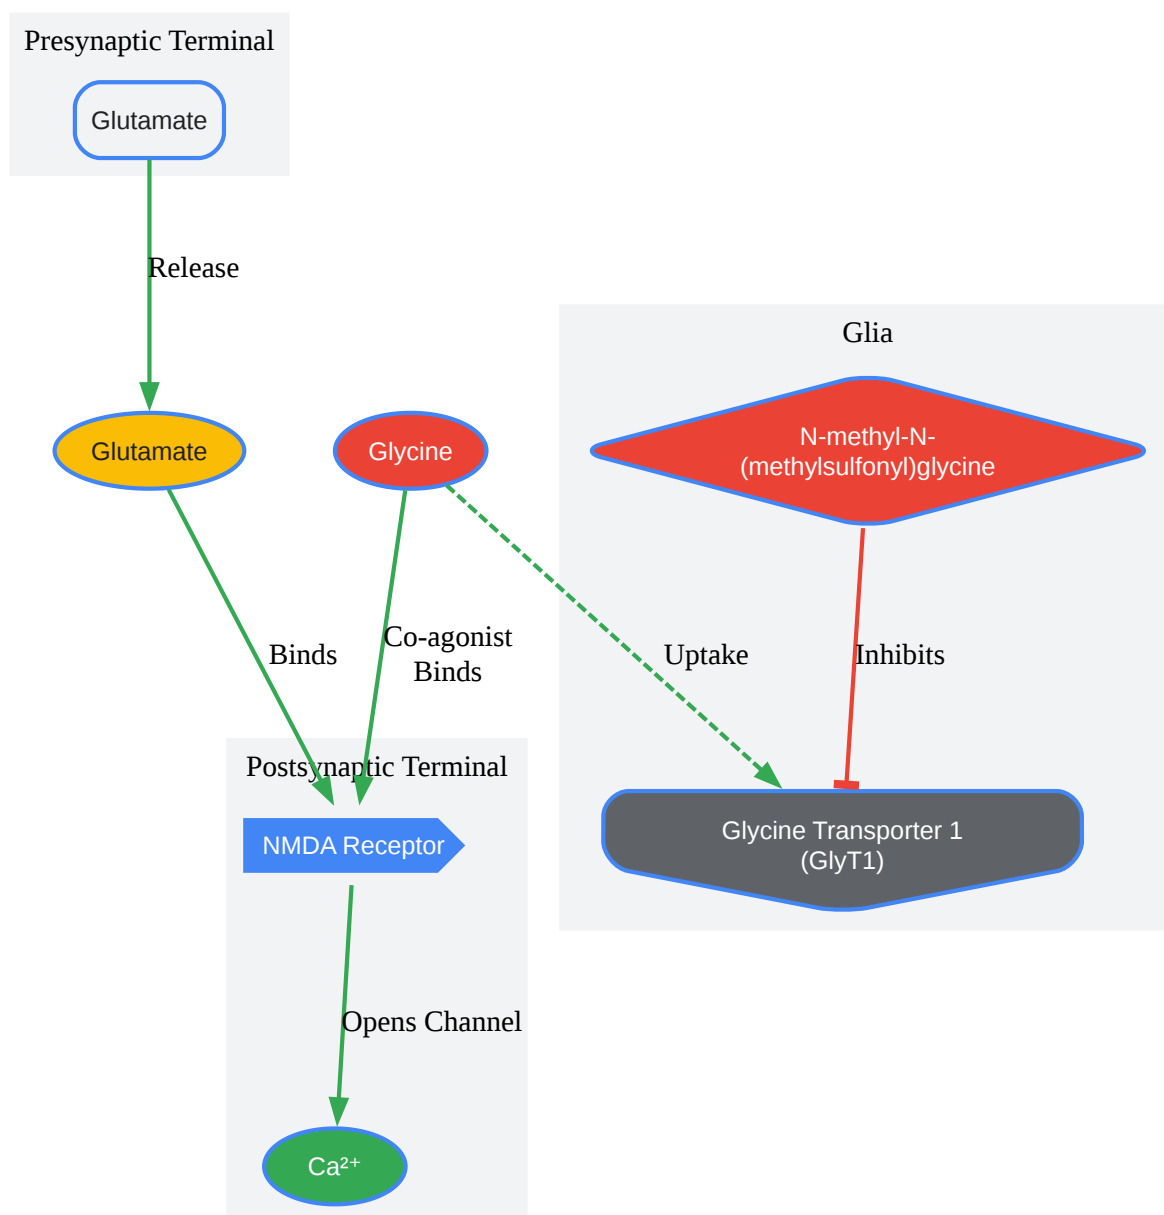 Presynaptic Terminal
Glutamate
Release
Glia
Glutamate
Glycine
N-methyl-N-
(methylsulfonyl)glycine
Binds
Co-agonist
Binds
Uptake
Inhibits
Postsynaptic Terminal
NMDA Receptor
Glycine Transporter 1
(GlyT1)
Opens Channel
Ca²⁺